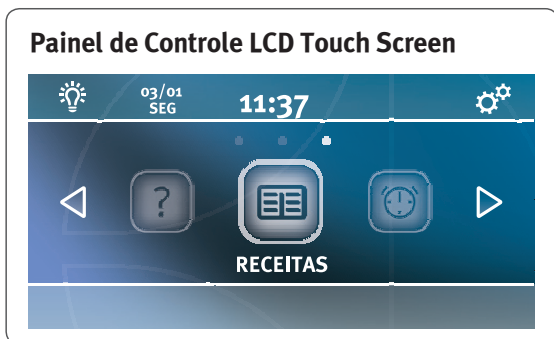 Painel de Controle LCD Touch Screen
03/01
SEG
11:37
?
RECEITAS